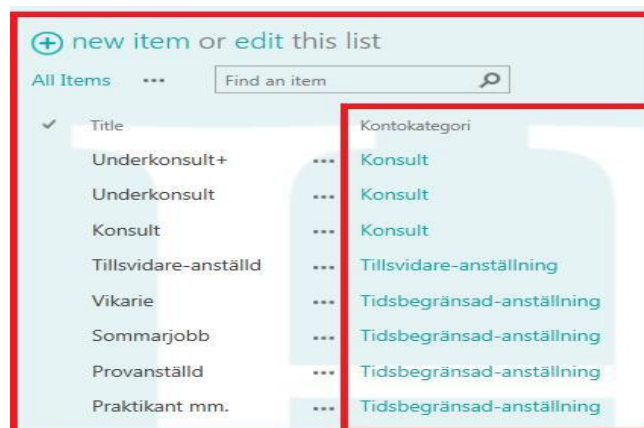 new item or edit this list
All Items ... Find an item
Title Kontokategori
Underkonsult+ ... Konsult
Underkonsult ... Konsult
Konsult ... Konsult
Tillsvidare-anställd ... Tillsvidare-anställning
Vikarie ... Tidsbegränsad-anställning
Sommarjobb ... Tidsbegränsad-anställning
Provanställd ... Tidsbegränsad-anställning
Praktikant mm. ... Tidsbegränsad-anställning